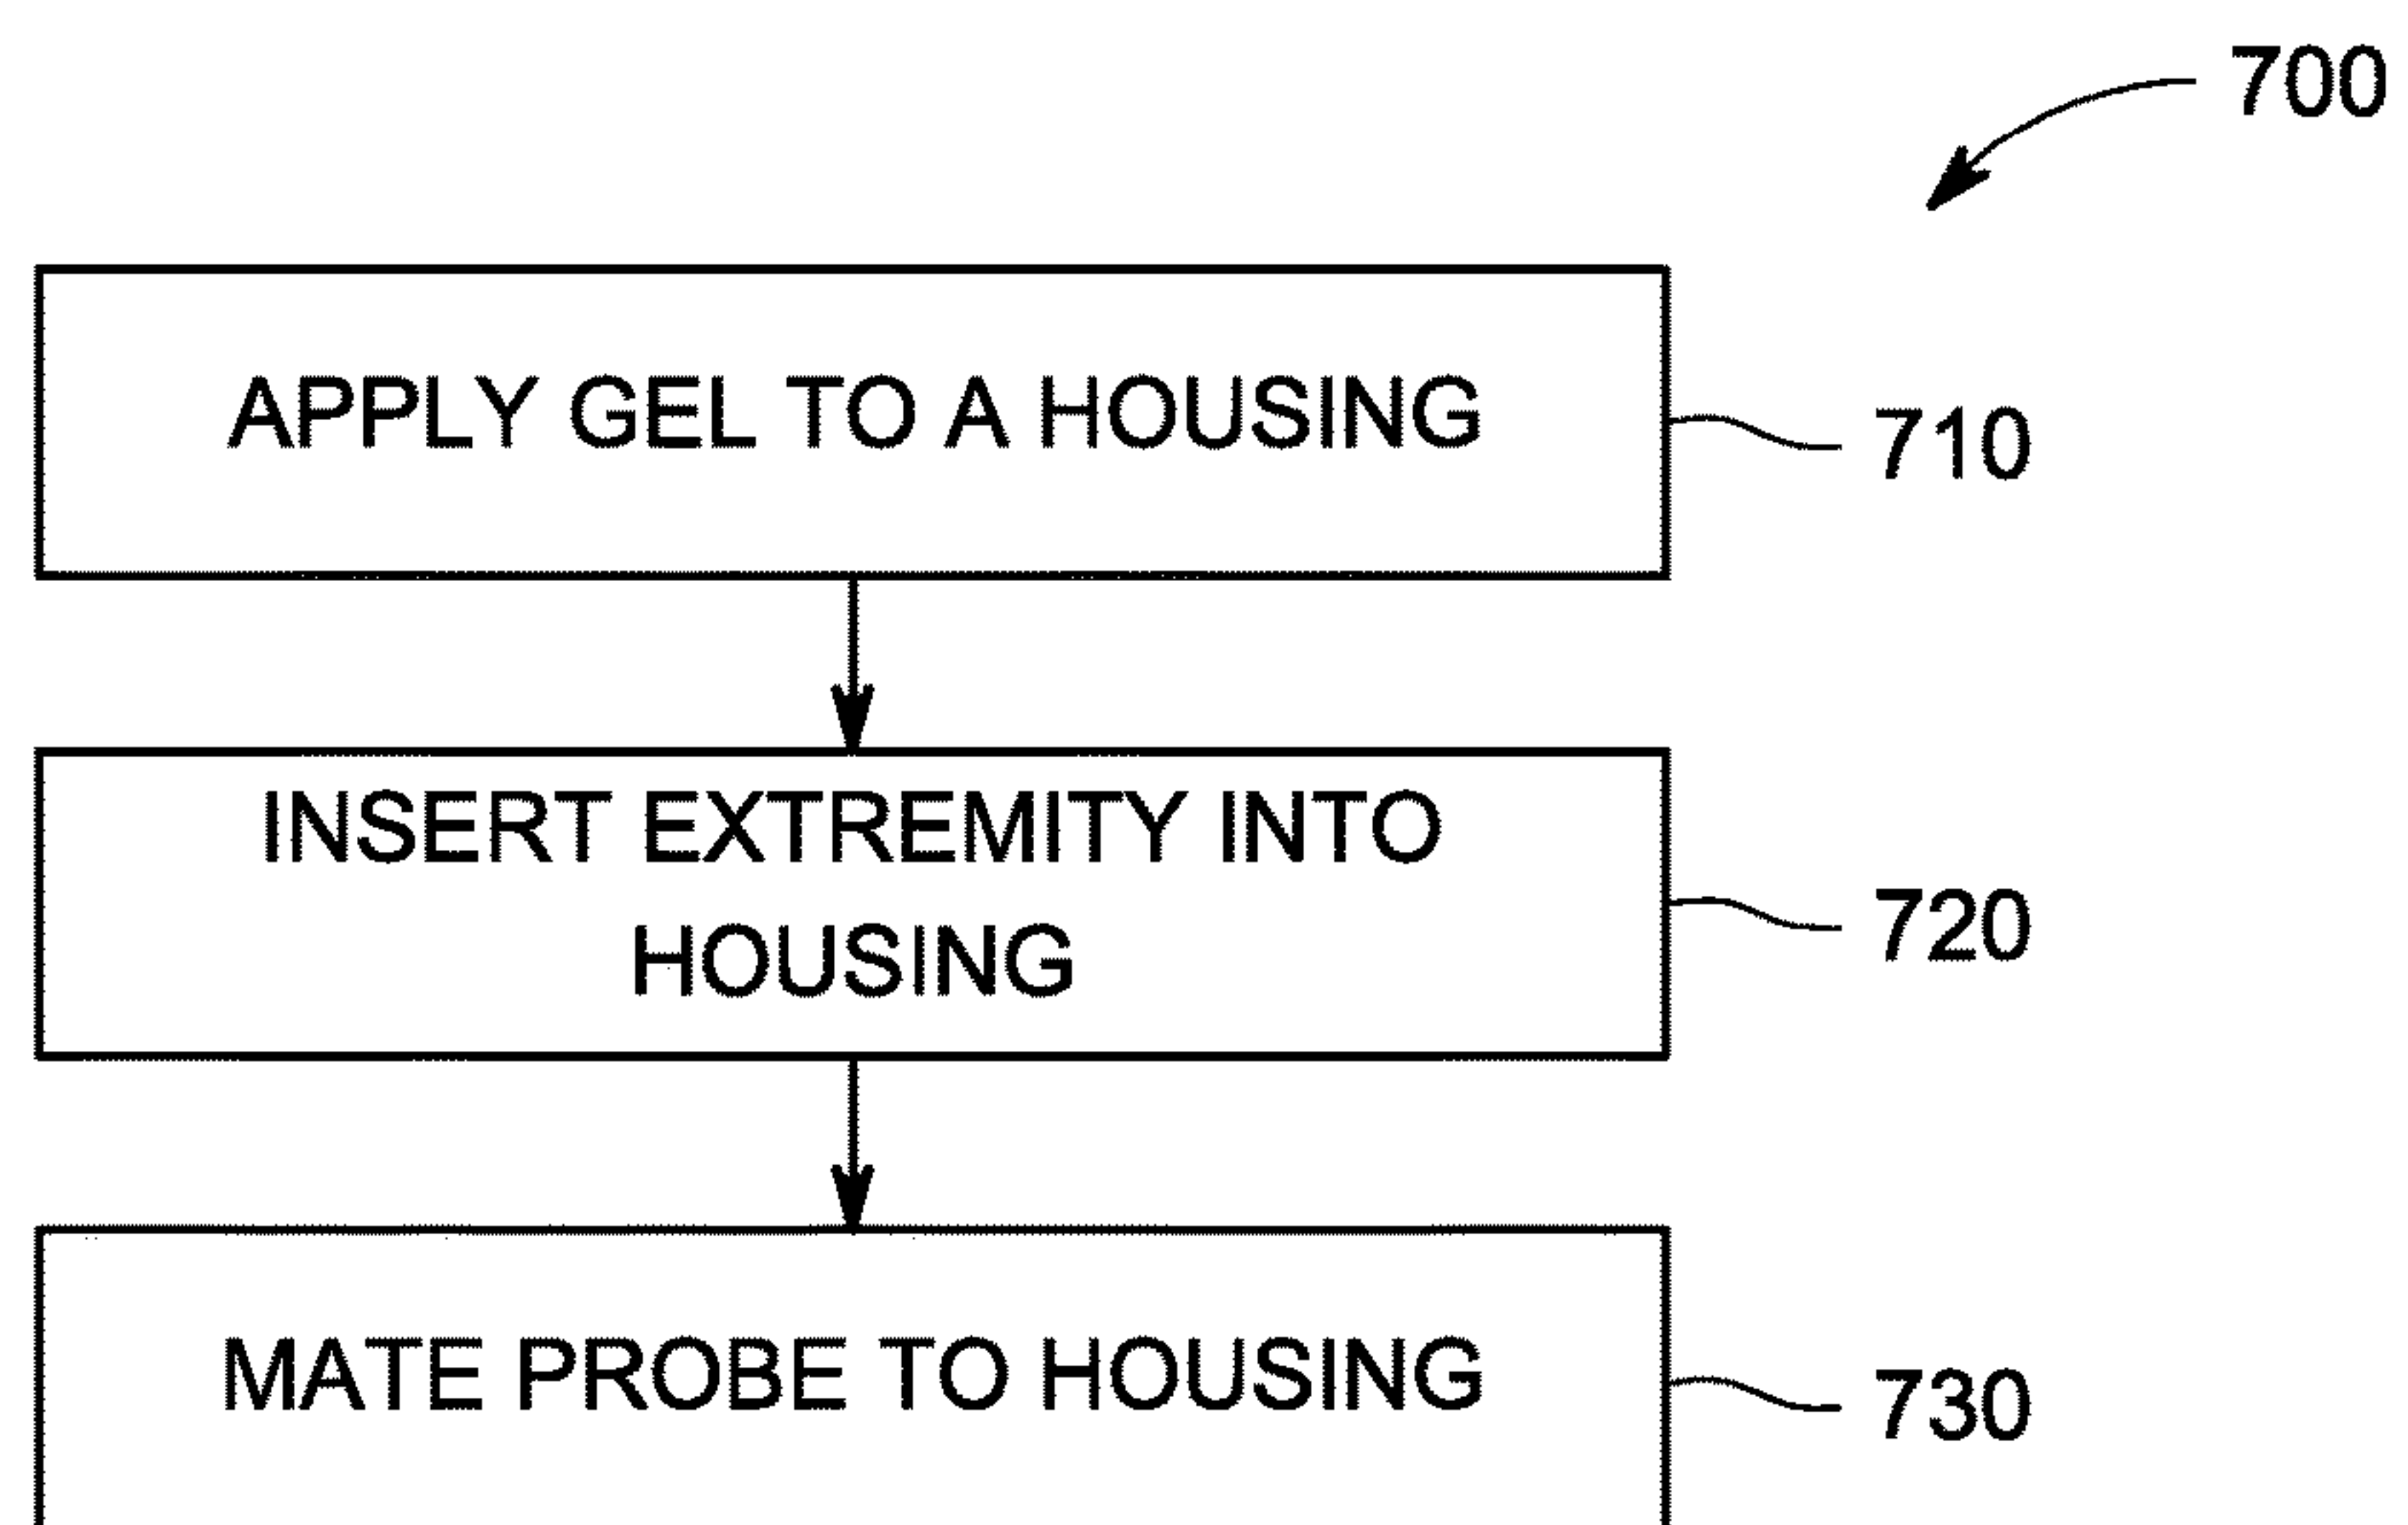 700
APPLY GEL TO A HOUSING
710
INSERT EXTREMITY INTO
HOUSING
720
MATE PROBE TO HOUSING
730